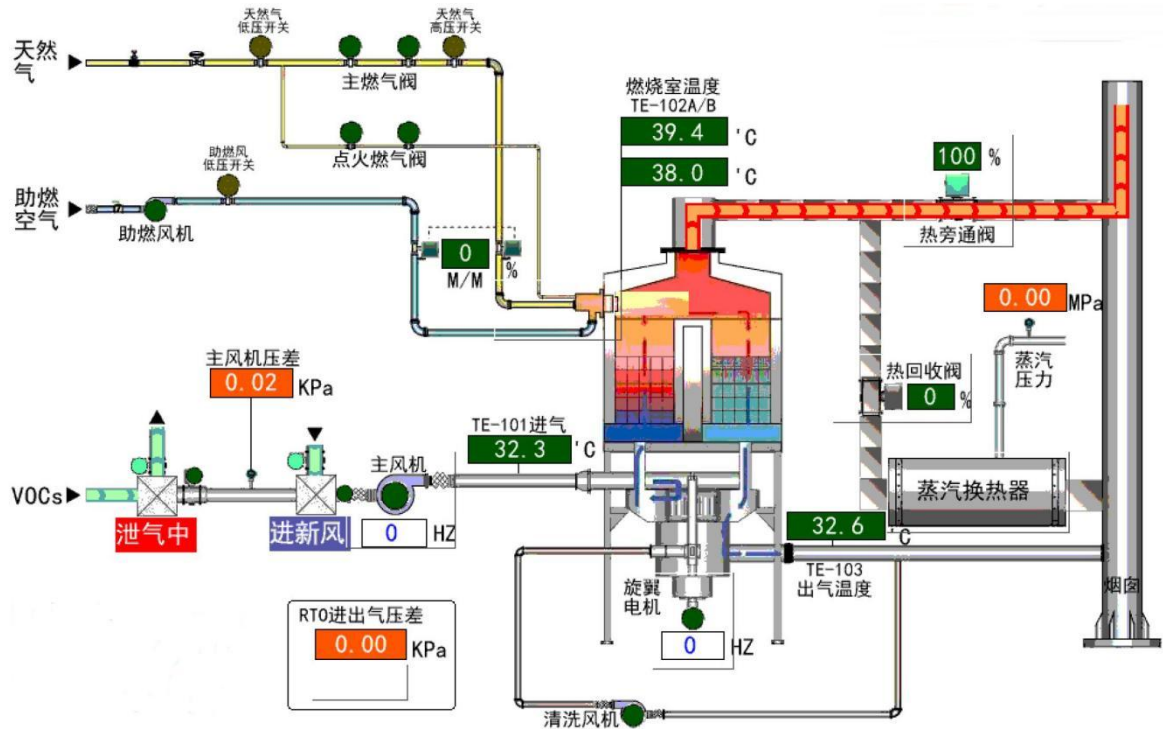 天然气
低压开关
天然气
高压开关
天然
气
主燃气阀
燃烧室温度
TE-102A/B
39.4 'C
38.0 'C
点火燃气阀
助燃风
低压开关
100 %
助燃
空气
助燃风机
热旁通阀
0 %
M/M
0.00 MPa
主风机压差
0.02 KPa
蒸汽
压力
热回收阀
0 %
TE-101进气
32.3 'C
主风机
VOCs
蒸汽换热器
泄气中
进新风
0 HZ
32.6 'C
TE-103
出气温度
旋翼
电机
烟囱
RTO进出气压差
0.00 KPa
0 HZ
清洗风机